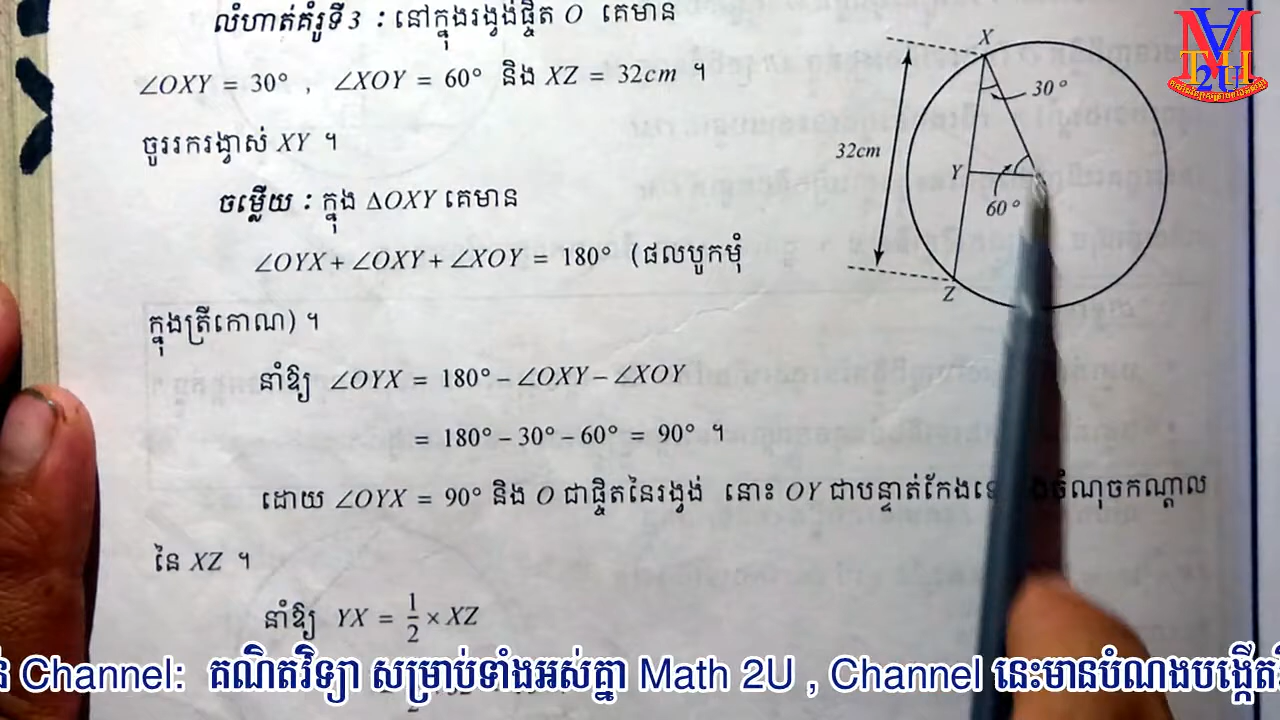 លំហាត់គំរូទី3 : នៅក្នុងរង្វង់ផ្ចិត O គេមាន
∠OXY = 30° , ∠XOY = 60° និង XZ = 32cm ។
ចូររករង្វាស់ XY ។
ចម្លើយ : ក្នុង ΔOXY គេមាន
∠OYX + ∠OXY + ∠XOY = 180° (ផលបូកមុំ
ក្នុងត្រីកោណ) ។
នាំឱ្យ ∠OYX = 180° – ∠OXY – ∠XOY
= 180° – 30° – 60° = 90° ។
ដោយ ∠OYX = 90° និង O ជាផ្ចិតនៃរង្វង់ នោះ OY ជាបន្ទាត់កែង ចំណុចកណ្តាល
នៃ XZ ។
នាំឱ្យ YX = 1/2 × XZ
X
30°
32cm
Y
60°
Z
M A 2U
Channel: គណិតវិទ្យា សម្រាប់ទាំងអស់គ្នា Math 2U , Channel នេះមានបំណងបង្កើត